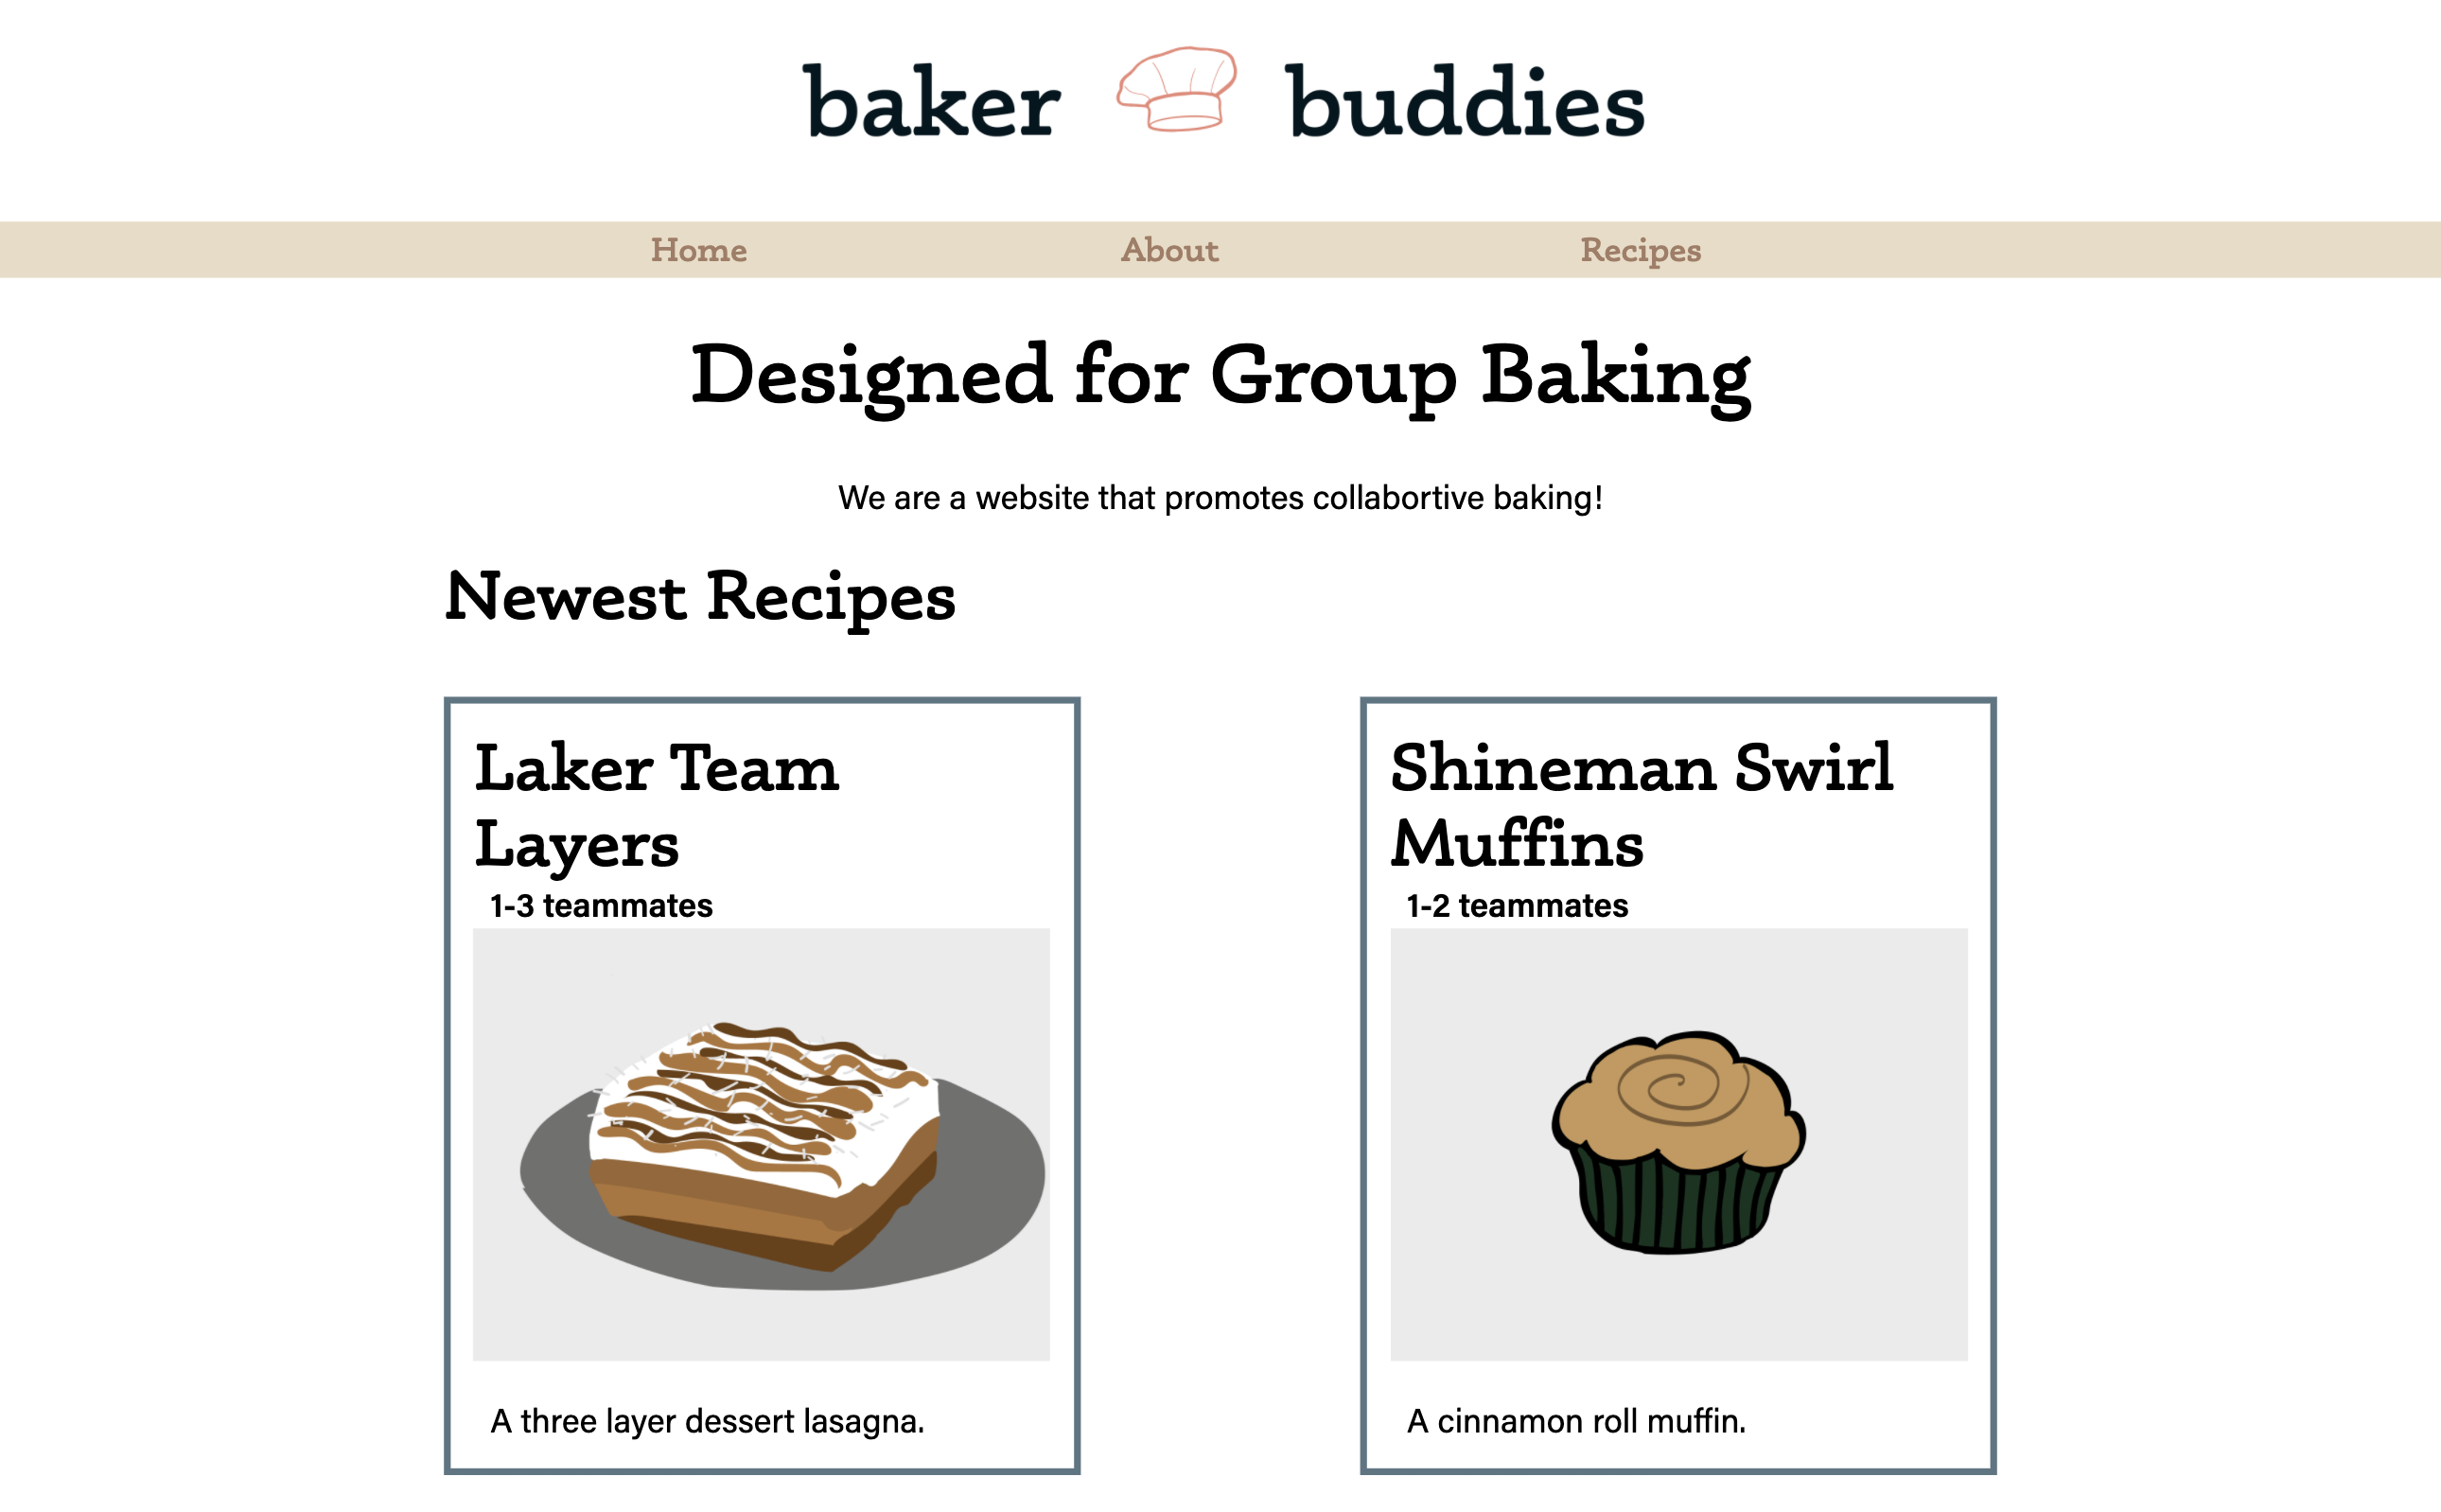 baker buddies
Home About Recipes
Designed for Group Baking
We are a website that promotes collabortive baking!
Newest Recipes
Laker Team
Layers
1-3 teammates
A three layer dessert lasagna.
Shineman Swirl
Muffins
1-2 teammates
A cinnamon roll muffin.